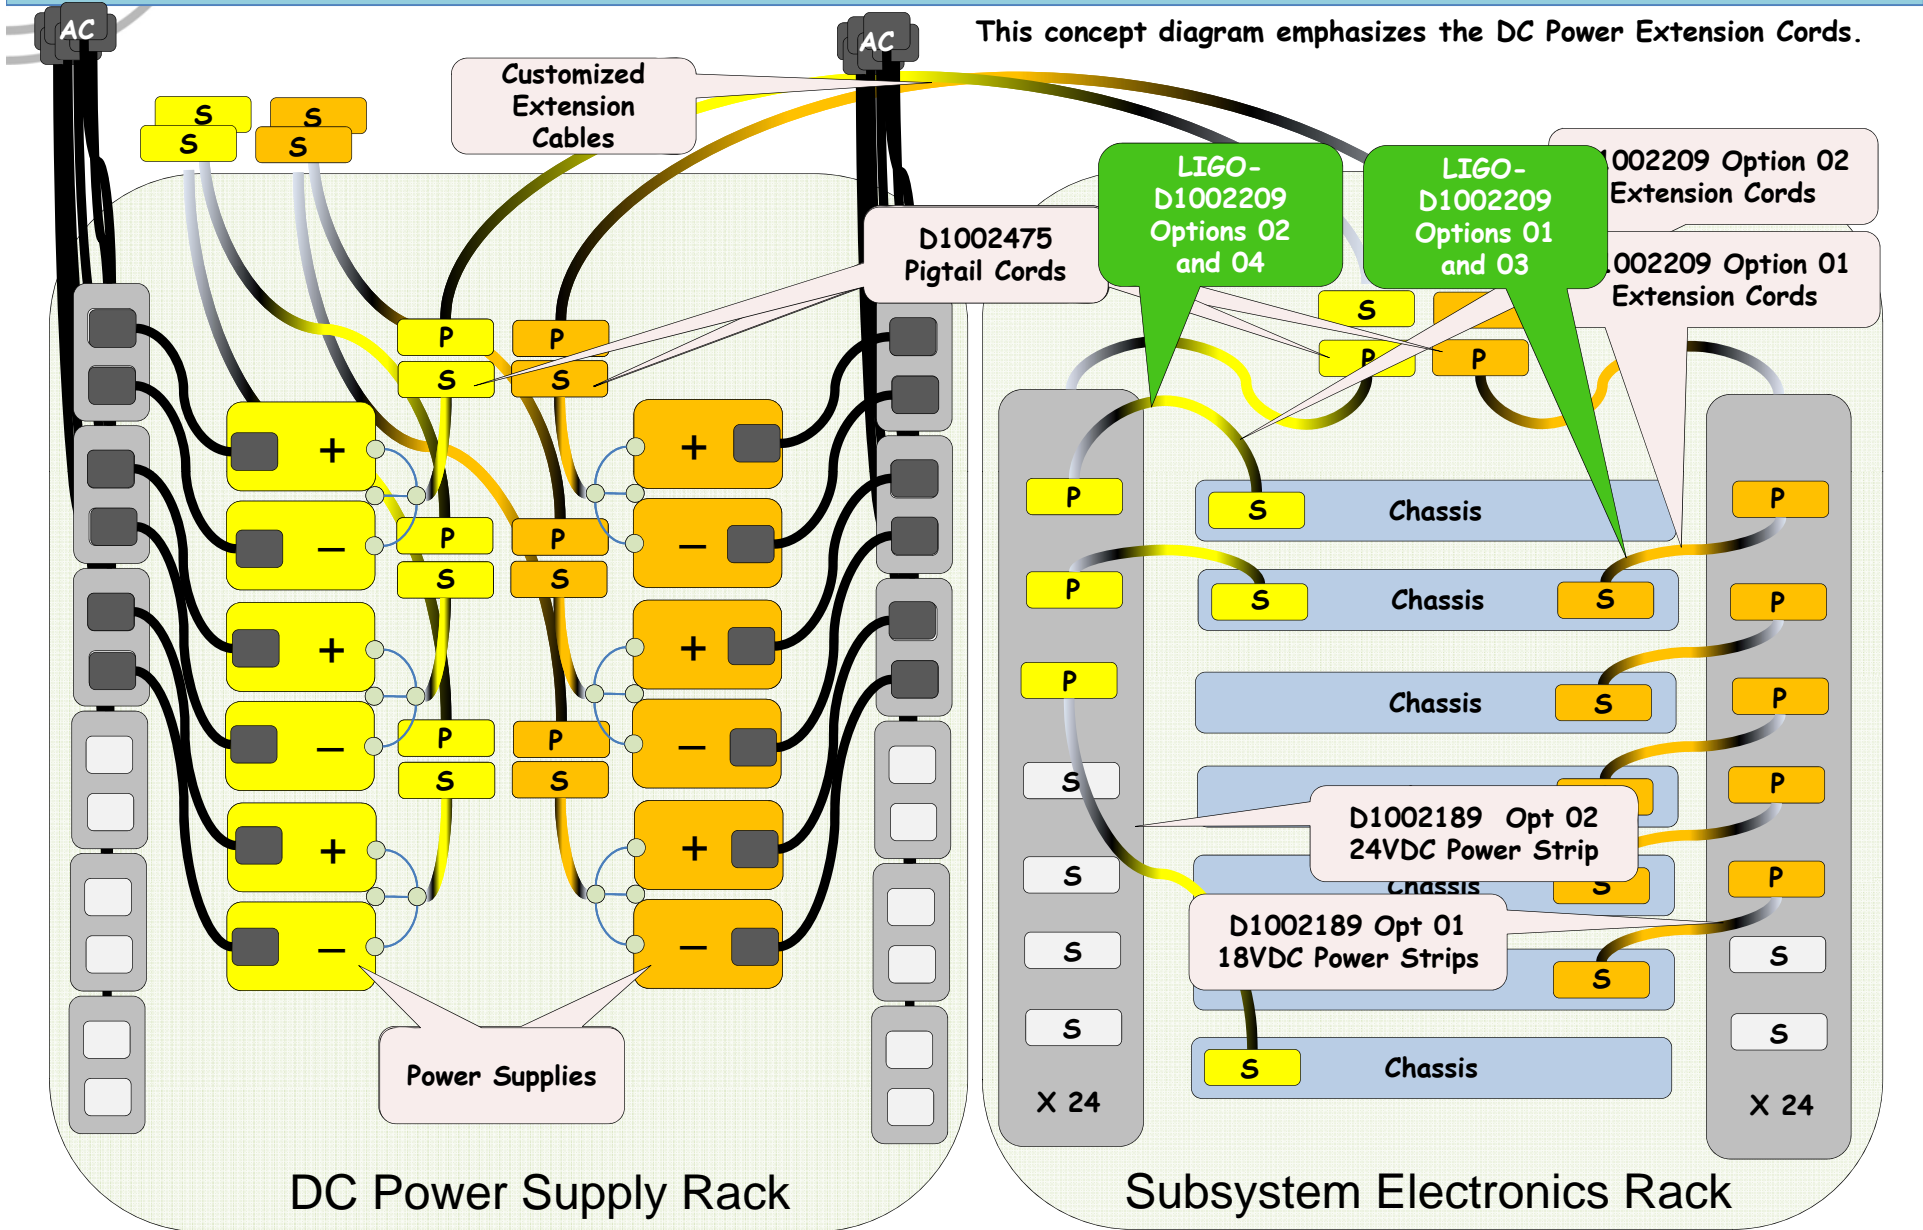 This concept diagram emphasizes the DC Power Extension Cords.
AC
AC
Customized
Extension
Cables
S
S
S
S
LIGO-
D1002209
Options 02
and 04
LIGO-
D1002209
Options 01
and 03
1002209 Option 02
Extension Cords
.002209 Option 01
Extension Cords
D1002475
Pigtail Cords
P
P
S
S
S
P
P
+
–
+
–
P
P
S
S
+
–
+
–
P
P
S
S
+
–
+
–
Power Supplies
P
S
Chassis
P
P
S
Chassis
S
P
P
Chassis
S
P
S
P
D1002189 Opt 02
24VDC Power Strip
S
Chassis
S
P
D1002189 Opt 01
18VDC Power Strips
S
S
S
S
S
S
Chassis
X 24
X 24
DC Power Supply Rack
Subsystem Electronics Rack